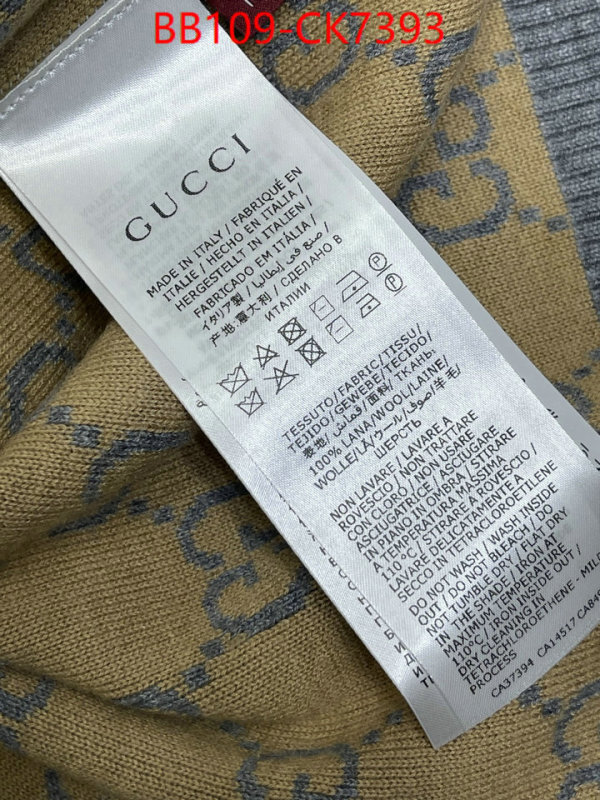 BB109-CK7393
GUCCI
MADE IN ITALY / FABRIQUÉ EN
ITALIE / HECHO EN ITALIA /
HERGESTELLT IN ITALIEN /
FABRICADO EM ITÁLIA /
イタリア製 / صنع في إيطاليا /
产地:意大利 / СДЕЛАНО В
ИТАЛИИ
TESSUTO/FABRIC/TISSU/
TEJIDO/GEWEBE/TECIDO/
表地/قماش/面料/ТКАНЬ:
100% LANA/WOOL/LAINE/
WOLLE/LÃ/ウール/صوف/羊毛/
ШЕРСТЬ
NON LAVARE / LAVARE A
ROVESCIO / NON TRATTARE
CON CLORO / NON USARE
ASCIUGATRICE / ASCIUGARE
IN PIANO IN OMBRA / STIRARE
A TEMPERATURA MASSIMA
110°C / STIRARE A ROVESCIO /
LAVARE DELICATAMENTE A
SECCO IN TETRACLOROETILENE
DO NOT WASH / WASH INSIDE
OUT / DO NOT BLEACH / DO
NOT TUMBLE DRY / FLAT DRY
IN THE SHADE / IRON AT
MAXIMUM TEMPERATURE
110°C / IRON INSIDE OUT /
DRY CLEANING IN
TETRACHLOROETHENE - MILD
PROCESS
CA37394 CA14517 CA84